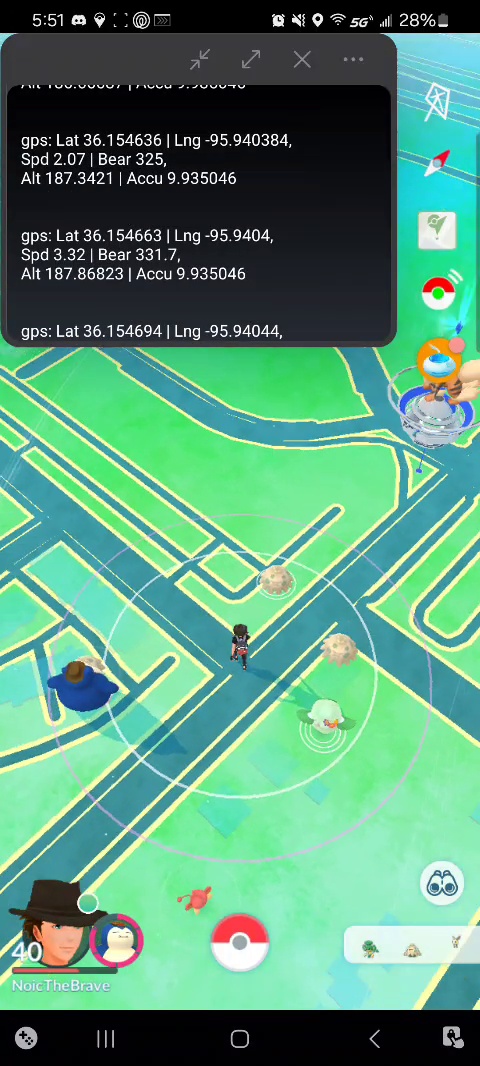 5:51
5G
28%
gps: Lat 36.154636 | Lng -95.940384,
Spd 2.07 | Bear 325,
Alt 187.3421 | Accu 9.935046
gps: Lat 36.154663 | Lng -95.9404,
Spd 3.32 | Bear 331.7,
Alt 187.86823 | Accu 9.935046
gps: Lat 36.154694 | Lng -95.94044,
40
NoicTheBrave